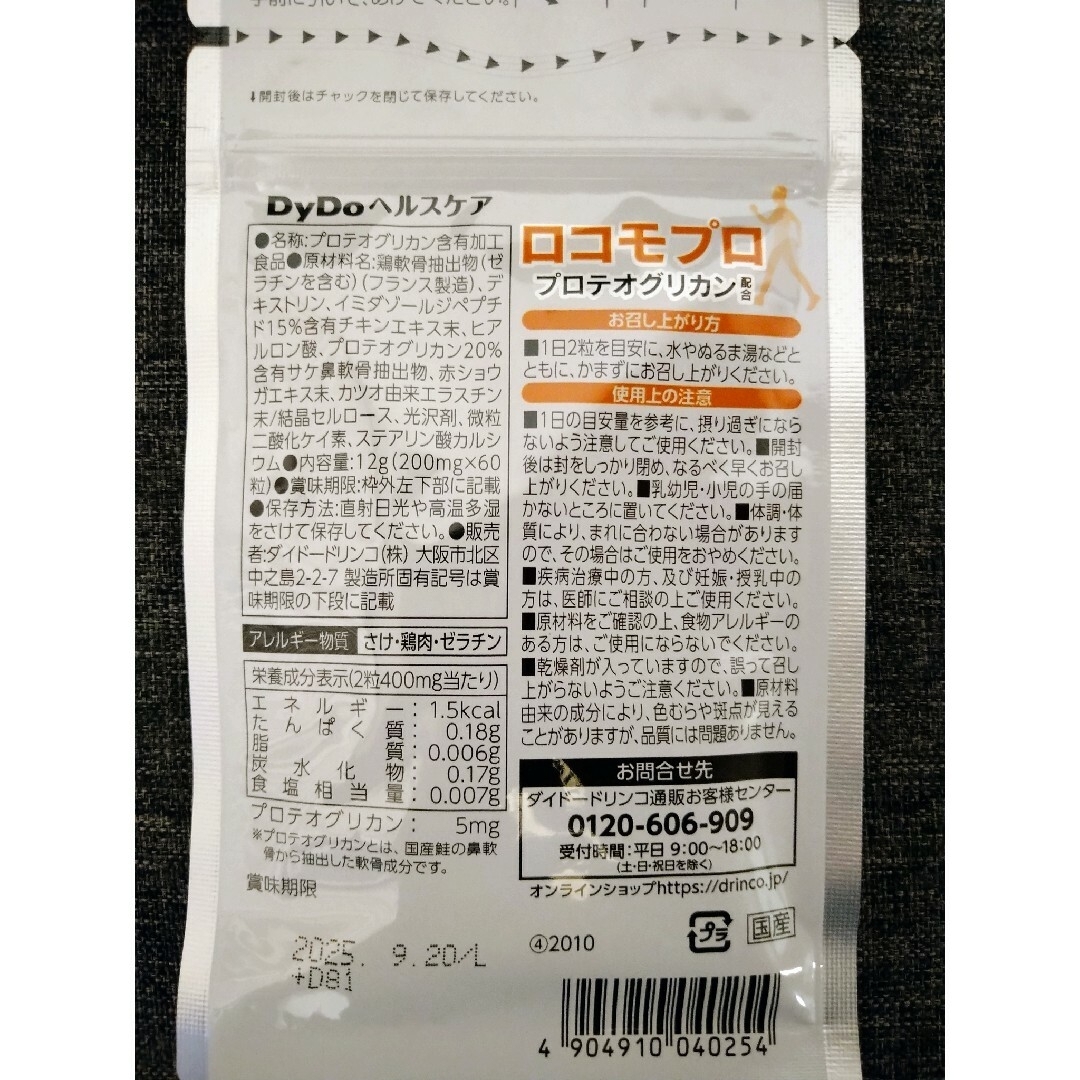 手前に引いて、あけてください。
↓開封後はチャックを閉じて保存してください。
DyDoヘルスケア
●名称:プロテオグリカン含有加工
食品●原材料名:鶏軟骨抽出物(ゼ
ラチンを含む)(フランス製造)、デ
キストリン、イミダゾールジペプチ
ド15%含有チキンエキス末、ヒア
ルロン酸、プロテオグリカン20%
含有サケ鼻軟骨抽出物、赤ショウ
ガエキス末、カツオ由来エラスチン
末/結晶セルロース、光沢剤、微粒
二酸化ケイ素、ステアリン酸カルシ
ウム●内容量:12g(200mg×60
粒)●賞味期限:枠外左下部に記載
●保存方法:直射日光や高温多湿
をさけて保存してください。●販売
者:ダイドードリンコ(株) 大阪市北区
中之島2-2-7 製造所固有記号は賞
味期限の下段に記載
アレルギー物質 さけ・鶏肉・ゼラチン
栄養成分表示(2粒400mg当たり)
エネルギー: 1.5kcal
たんぱく質: 0.18g
脂質: 0.006g
炭水化物: 0.17g
食塩相当量: 0.007g
プロテオグリカン: 5mg
※プロテオグリカンとは、国産鮭の鼻軟
骨から抽出した軟骨成分です。
賞味期限
2025. 9.20/L
+D81
ロコモプロ
プロテオグリカン配合
お召し上がり方
■1日2粒を目安に、水やぬるま湯などと
ともに、かまずにお召し上がりください。
使用上の注意
■1日の目安量を参考に、摂り過ぎになら
ないよう注意してご使用ください。■開封
後は封をしっかり閉め、なるべく早くお召し
上がりください。■乳幼児・小児の手の届
かないところに置いてください。■体調・体
質により、まれに合わない場合があります
ので、その場合はご使用をおやめください。
■疾病治療中の方、及び妊娠・授乳中の
方は、医師にご相談の上ご使用ください。
■原材料をご確認の上、食物アレルギーの
ある方は、ご使用にならないでください。
■乾燥剤が入っていますので、誤って召し
上がらないようご注意ください。■原材料
由来の成分により、色むらや斑点が見える
ことがありますが、品質には問題ありません。
お問合せ先
ダイドードリンコ通販お客様センター
0120-606-909
受付時間:平日 9:00~18:00
(土・日・祝日を除く)
オンラインショップhttps://drinco.jp/
④2010
プラ
国産
4 904910 040254